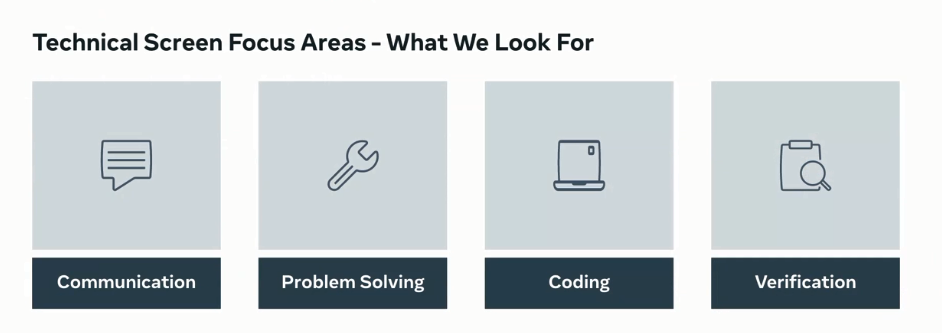 Technical Screen Focus Areas - What We Look For
Communication
Problem Solving
Coding
Verification